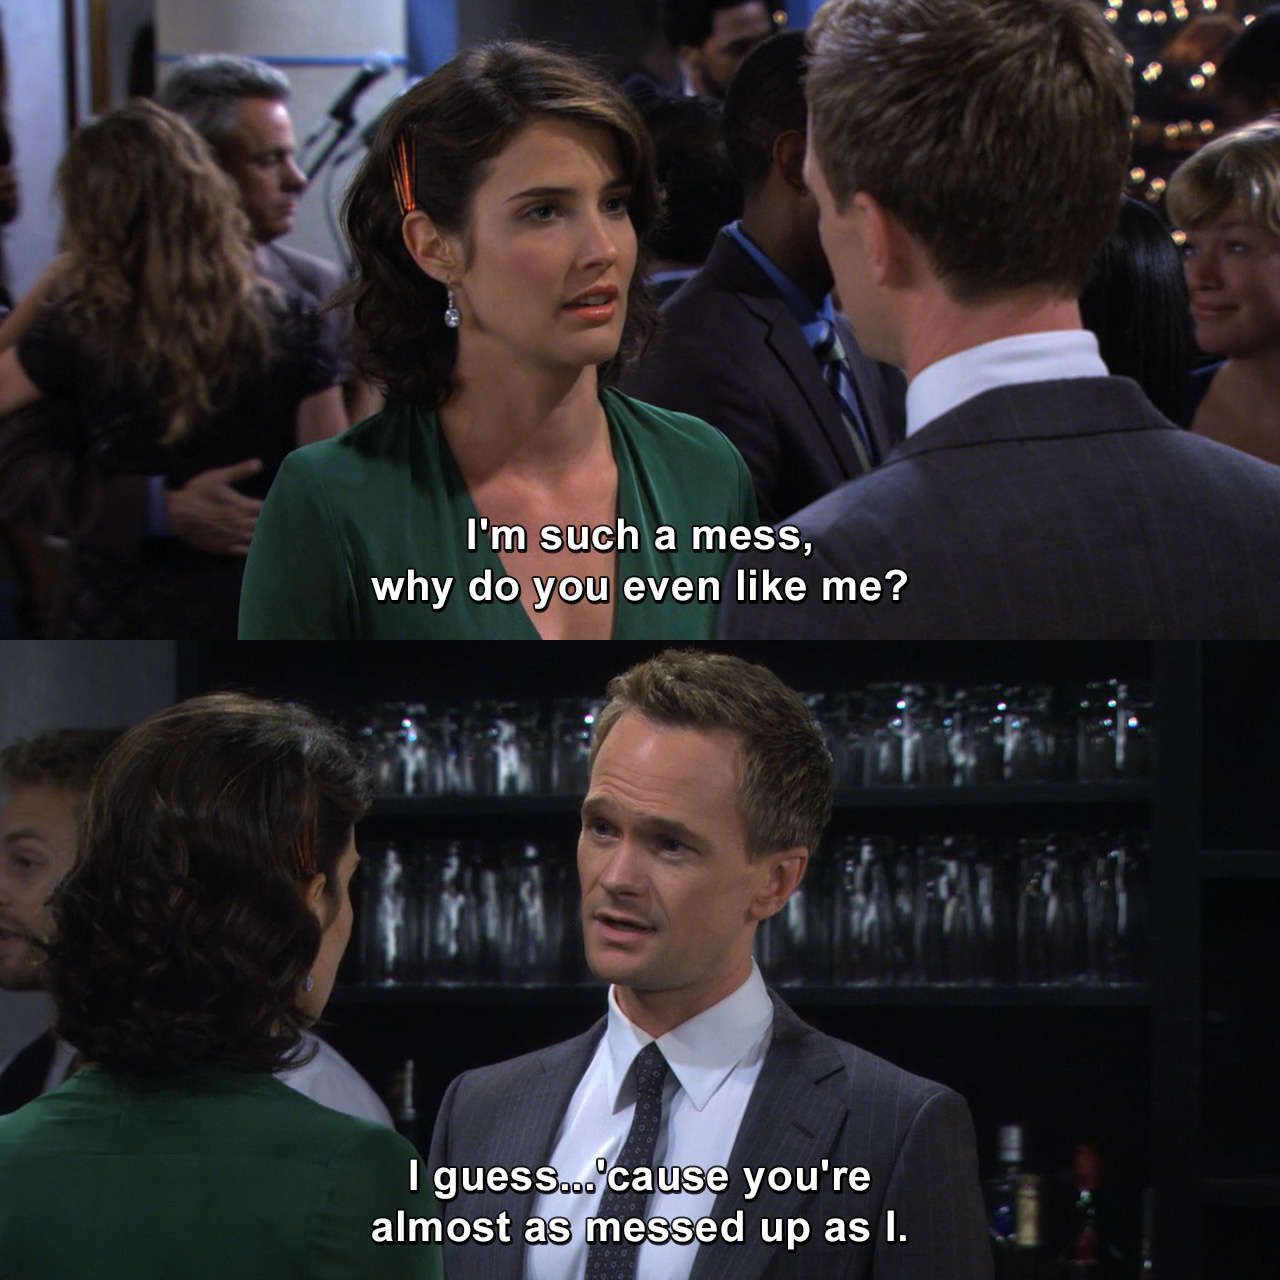 I'm such a mess,
why do you even like me?
I guess...'cause you're
almost as messed up as I.